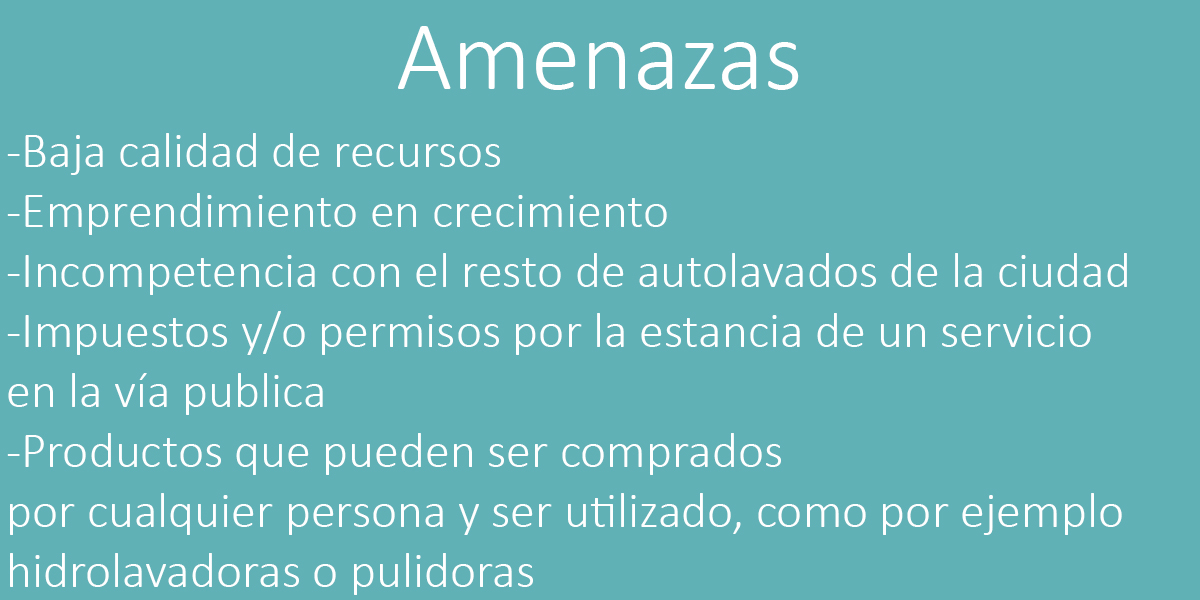 Amenazas
-Baja calidad de recursos
-Emprendimiento en crecimiento
-Incompetencia con el resto de autolavados de la ciudad
-Impuestos y/o permisos por la estancia de un servicio
en la vía publica
-Productos que pueden ser comprados
por cualquier persona y ser utilizado, como por ejemplo
hidrolavadoras o pulidoras